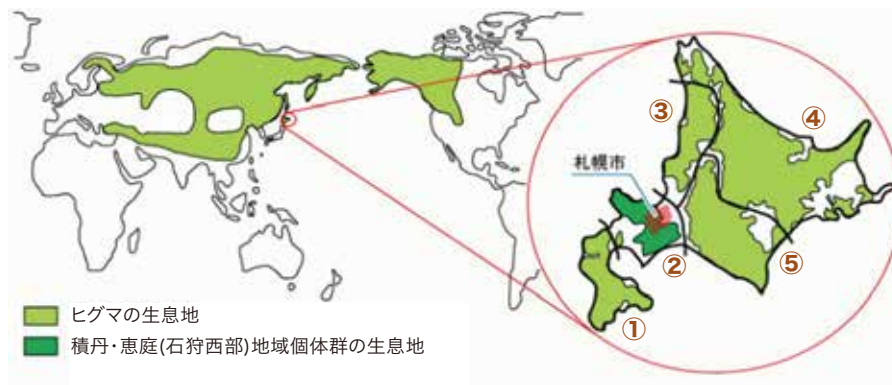 ③
④
札幌市
②
⑤
①
ヒグマの生息地
積丹・恵庭(石狩西部)地域個体群の生息地